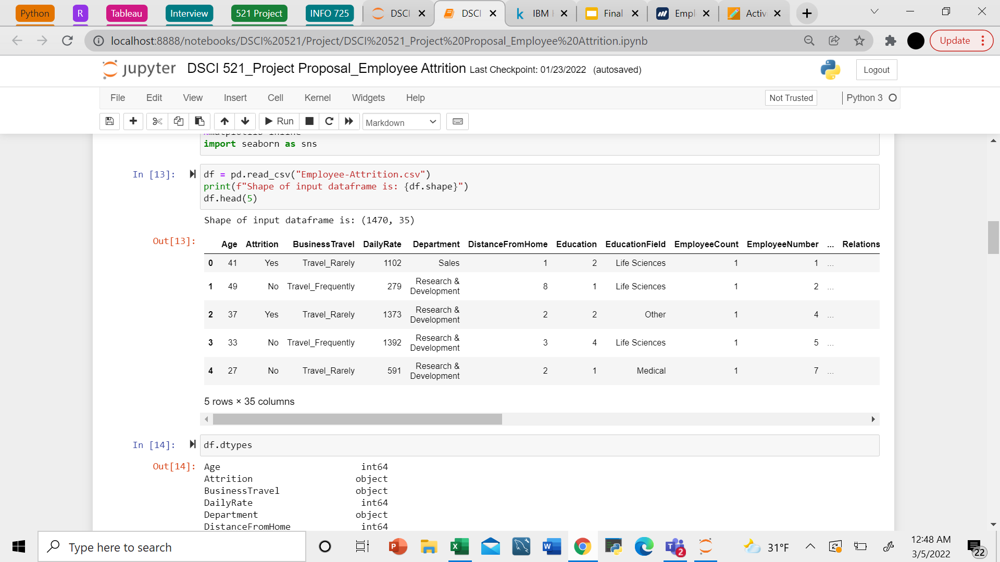 Python R Tableau Interview 521 Project INFO 725 DSCI DSCI IBM Final Empl Activ
localhost:8888/notebooks/DSCI%20521/Project/DSCI%20521_Project%20Proposal_Employee%20Attrition.ipynb Update
jupyter DSCI 521_Project Proposal_Employee Attrition Last Checkpoint: 01/23/2022 (autosaved) Logout
File Edit View Insert Cell Kernel Widgets Help Not Trusted Python 3
Run Markdown
import seaborn as sns
In [13]: df = pd.read_csv("Employee-Attrition.csv")
print(f"Shape of input dataframe is: {df.shape}")
df.head(5)
Shape of input dataframe is: (1470, 35)
Out[13]:
Age Attrition BusinessTravel DailyRate Department DistanceFromHome Education EducationField EmployeeCount EmployeeNumber ... Relations
0 41 Yes Travel_Rarely 1102 Sales 1 2 Life Sciences 1 1 ...
1 49 No Travel_Frequently 279 Research & Development 8 1 Life Sciences 1 2 ...
2 37 Yes Travel_Rarely 1373 Research & Development 2 2 Other 1 4 ...
3 33 No Travel_Frequently 1392 Research & Development 3 4 Life Sciences 1 5 ...
4 27 No Travel_Rarely 591 Research & Development 2 1 Medical 1 7 ...
5 rows × 35 columns
In [14]: df.dtypes
Out[14]: Age int64
Attrition object
BusinessTravel object
DailyRate int64
Department object
DistanceFromHome int64
Type here to search 2 31°F 12:48 AM
3/5/2022 22